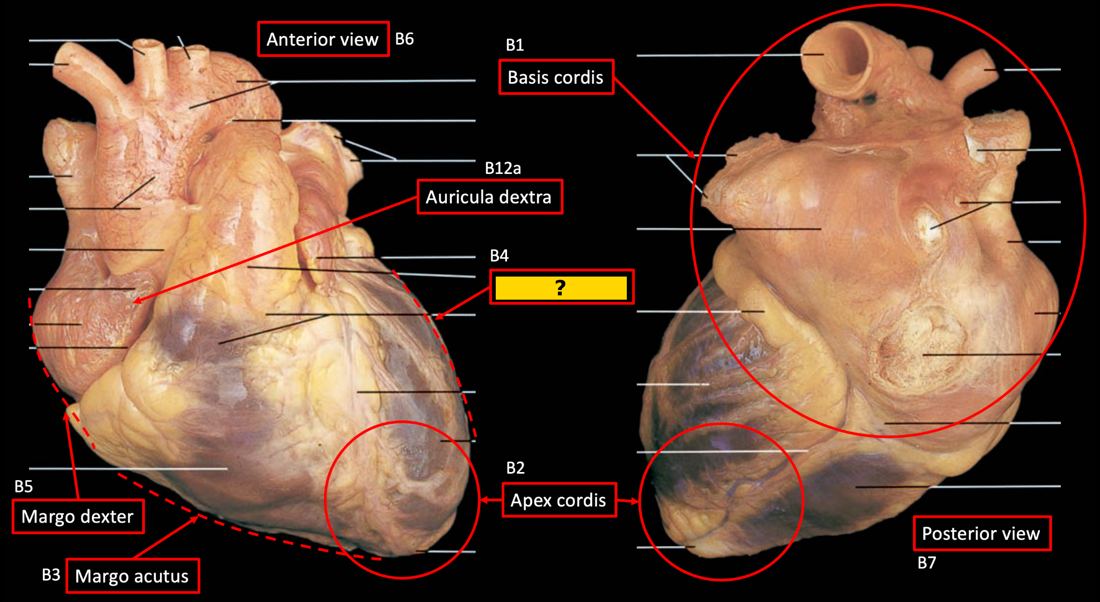 Anterior view
B6
B1
Basis cordis
B12a
Auricula dextra
B4
?
B5
Margo dexter
B2
Apex cordis
B3
Margo acutus
Posterior view
B7